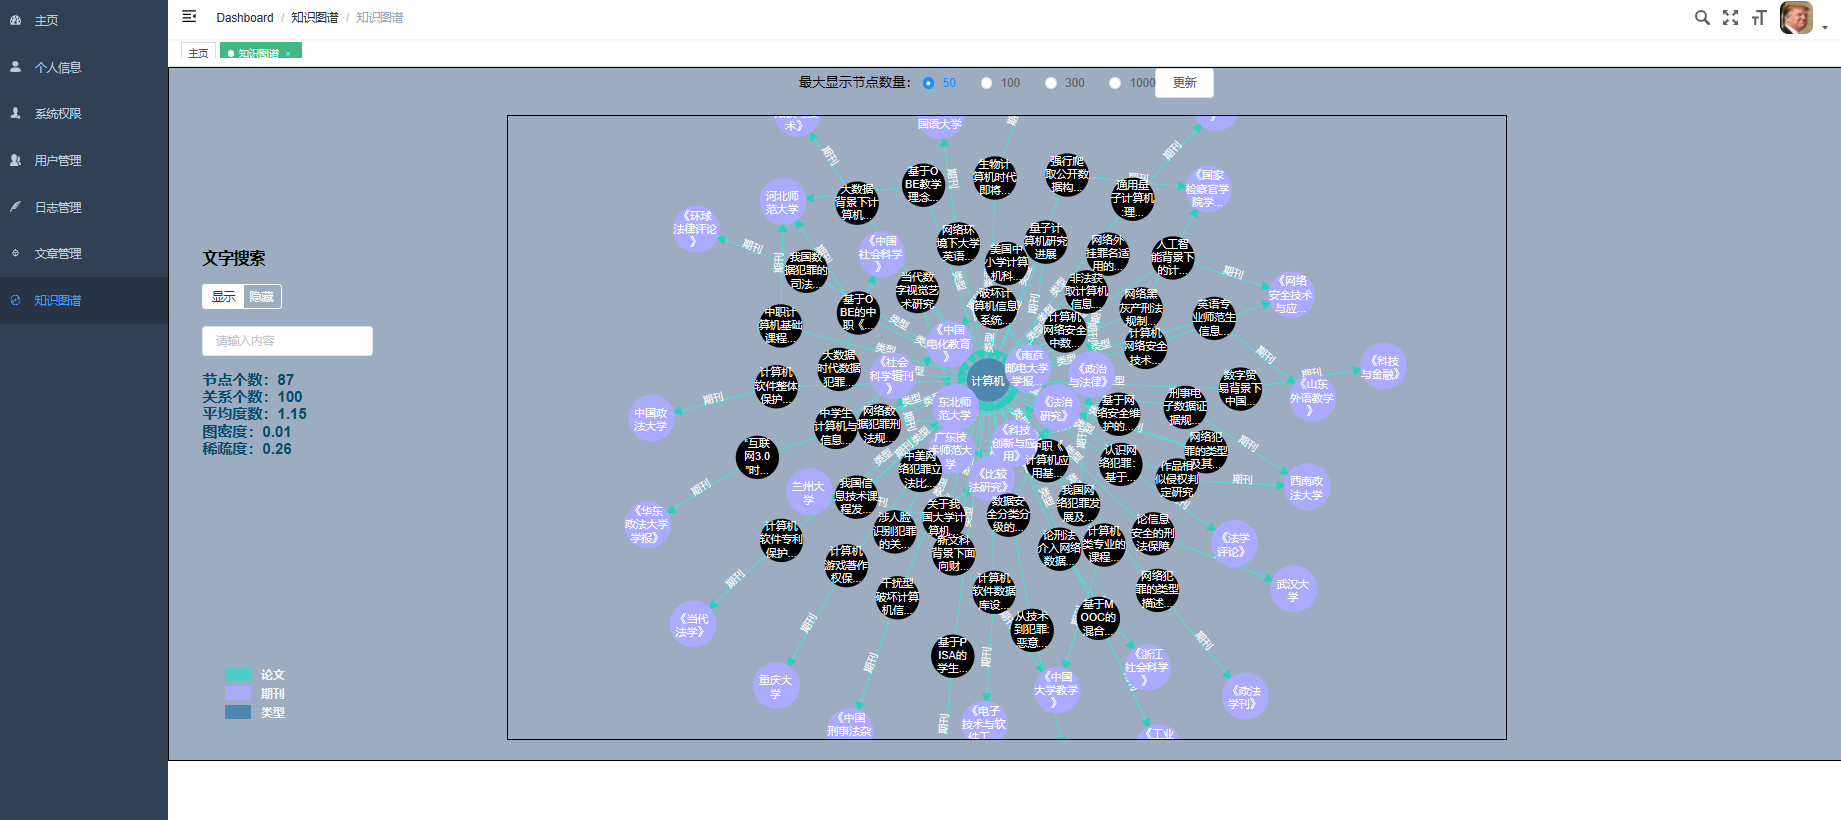 主页
个人信息
系统权限
用户管理
日志管理
文章管理
知识图谱
Dashboard / 知识图谱 / 知识图谱
主页
知识图谱 ×
最大显示节点数量： 50 100 300 1000 更新
文字搜索
显示 隐藏
请输入内容
节点个数：87
关系个数：100
平均度数：1.15
图密度：0.01
稀疏度：0.26
论文
期刊
类型
术》
国语大学
》
期刊
期刊
期刊
期刊
生物计
算机时代
即将...
强行爬
取公开数
据构...
基于O
BE教学
理念...
大数据
背景下计
算机...
通用量
子计算机
:理...
《国家
检察官学
院学...
河北师
范大学
《环球
法律评论
》
《中国
社会科学
》
网络环
境下大学
英语...
量子计
算机研究
进展
美国中
小学计算
机科...
网络外
挂罪名适
用的...
人工智
能背景下
的计...
我国数
据犯罪的
司法...
当代数
字视觉艺
术研究
破坏计
算机信息
系统...
非法获
取计算机
信息...
网络黑
灰产刑法
规制...
《网络
安全技术
与应...
基于O
BE的中
职《...
中职计
算机基础
课程...
计算机
网络安全
中数...
计算机
网络安全
技术...
英语专
业师范生
信息...
《中国
电化教育
》
大数据
时代数据
犯罪...
《社会
科学辑刊
》
计算机
《南京
邮电大学
学报...
《政治
与法律》
《科技
与金融》
计算机
软件整体
保护...
数字贸
易背景下
中国...
《山东
外语教学
》
中国政
法大学
中学生
计算机与
信息...
网络数
据犯罪刑
法规...
东北师
范大学
《法治
研究》
基于网
络安全维
护的...
刑事电
子数据证
据规...
“互联
网3.0
”时...
中美网
络犯罪立
法比...
广东技
术师范大
学
《科技
创新与应
用》
中职《
计算机应
用基...
认识网
络犯罪:
基于...
网络犯
罪的类型
及其...
作品相
似侵权判
定研究
西南政
法大学
兰州大
学
我国信
息技术课
程发...
《比较
法研究》
我国网
络犯罪发
展及...
《华东
政法大学
学报》
计算机
软件专利
保护...
涉人脸
识别犯罪
的关...
关于我
国大学计
算机...
数据安
全分类分
级的...
论刑法
介入网络
数据...
计算机
类专业的
课程...
论信息
安全的刑
法保障
《法学
评论》
计算机
游戏著作
权保...
新文科
背景下面
向财...
武汉大
学
干扰型
破坏计算
机信...
计算机
软件数据
库设...
网络犯
罪的类型
描述...
《当代
法学》
从技术
到犯罪:
恶意...
基于M
OOC的
混合...
基于P
ISA的
学生...
《浙江
社会科学
》
重庆大
学
《中国
大学教学
》
《政法
学刊》
《中国
刑事法杂
《电子
技术与软
件工
《工业